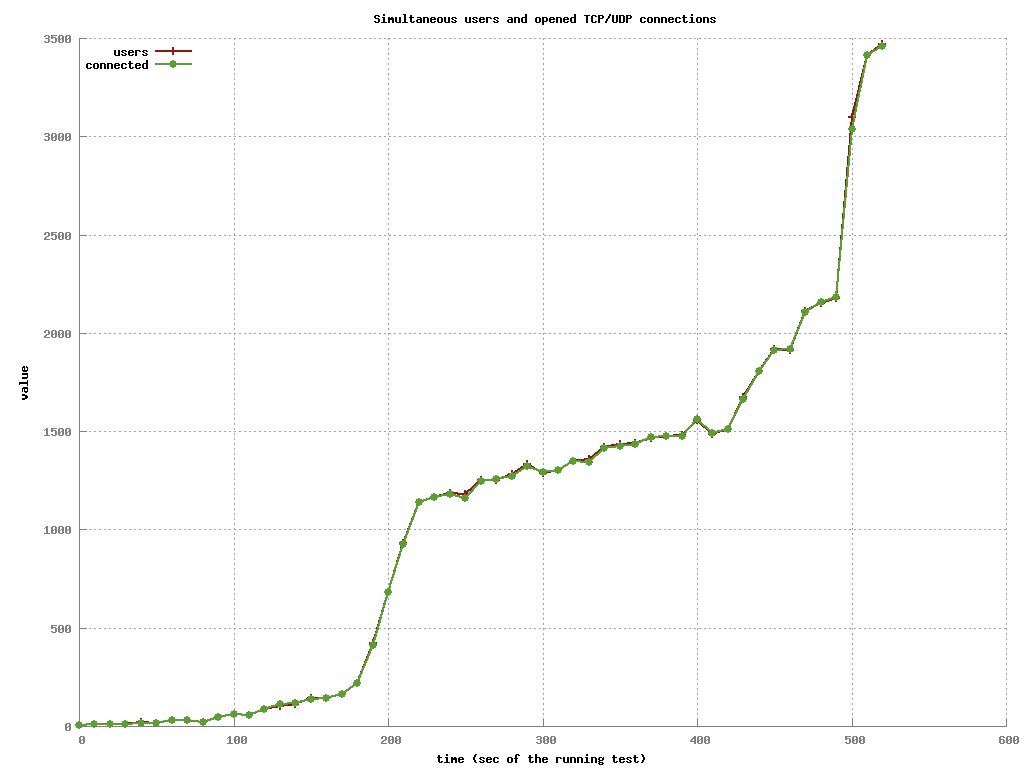 Simultaneous users and opened TCP/UDP connections
users
connected
3500
3000
2500
2000
1500
1000
500
0
value
0 100 200 300 400 500 600
time (sec of the running test)